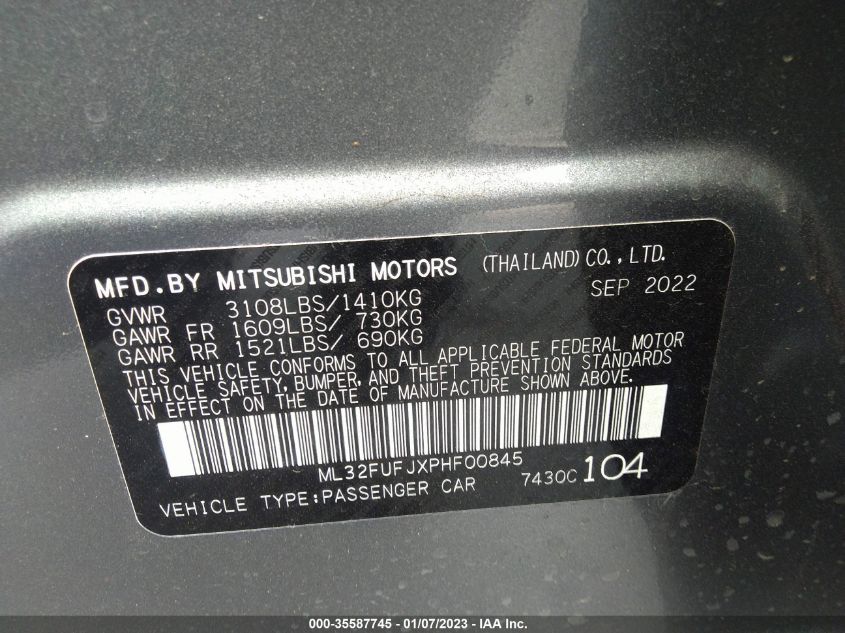 MFD.BY MITSUBISHI MOTORS (THAILAND) CO.,LTD.
GVWR 3108LBS/1410KG SEP 2022
GAWR FR 1609LBS/ 730KG
GAWR RR 1521LBS/ 690KG
THIS VEHICLE CONFORMS TO ALL APPLICABLE FEDERAL MOTOR
VEHICLE SAFETY, BUMPER, AND THEFT PREVENTION STANDARDS
IN EFFECT ON THE DATE OF MANUFACTURE SHOWN ABOVE.
ML32FUFJXPHF00845
VEHICLE TYPE:PASSENGER CAR 7430C 104
000-35587745 - 01/07/2023 - IAA Inc.